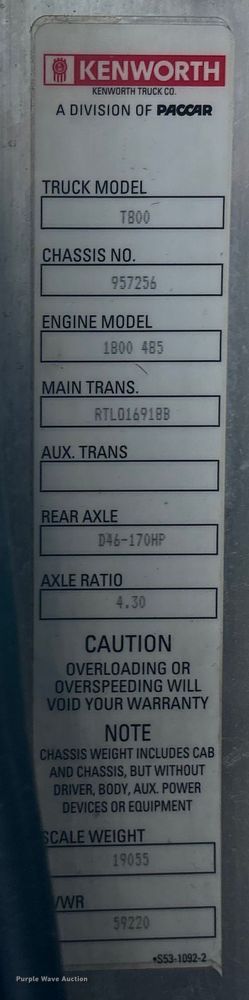 KENWORTH
KENWORTH TRUCK CO.
A DIVISION OF PACCAR
TRUCK MODEL
T800
CHASSIS NO.
957256
ENGINE MODEL
1800 485
MAIN TRANS.
RTLO16918B
AUX. TRANS
REAR AXLE
D46-170HP
AXLE RATIO
4.30
CAUTION
OVERLOADING OR
OVERSPEEDING WILL
VOID YOUR WARRANTY
NOTE
CHASSIS WEIGHT INCLUDES CAB
AND CHASSIS, BUT WITHOUT
DRIVER, BODY, AUX. POWER
DEVICES OR EQUIPMENT
SCALE WEIGHT
19055
/WR
59220
•S53-1092-2
Purple Wave Auction